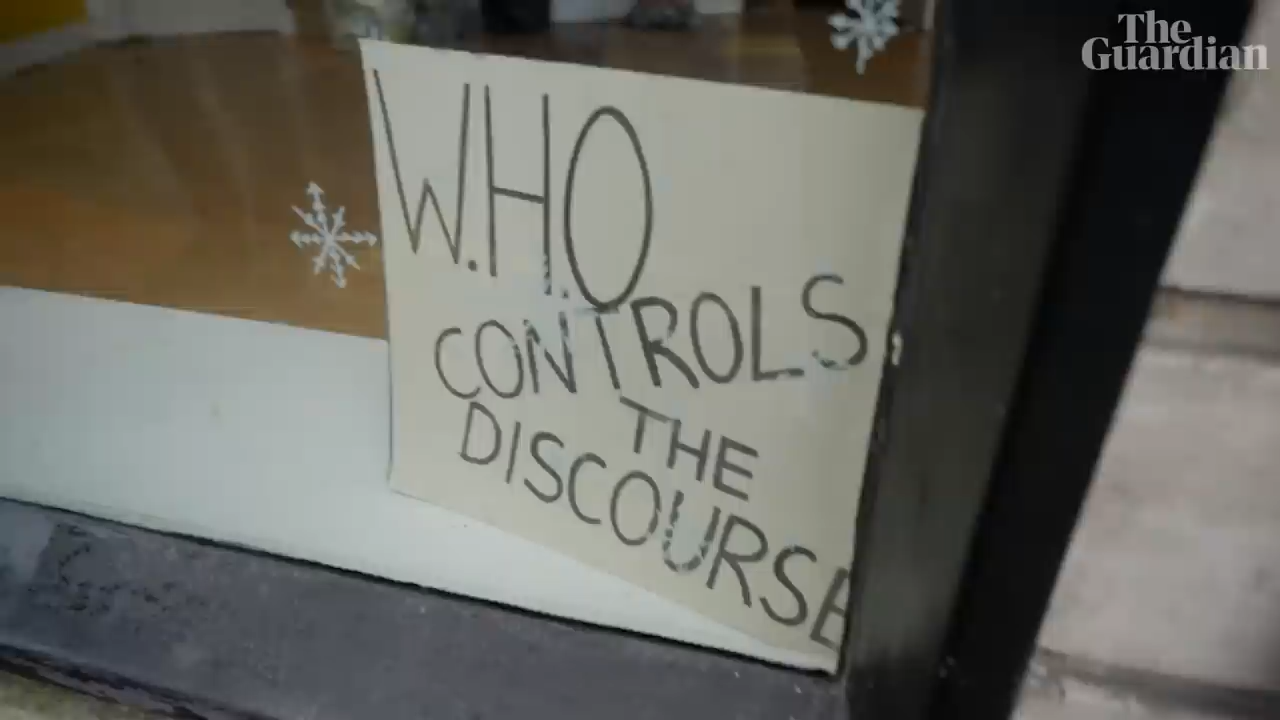 The
Guardian
W.H.O
CONTROLS
THE
DISCOURSE